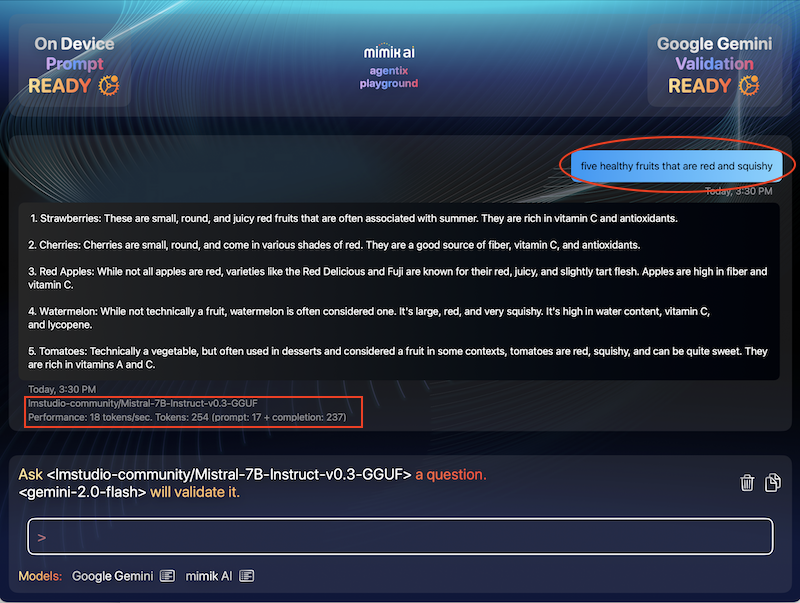 On Device
Prompt
READY
mimik ai
agentix
playground
Google Gemini
Validation
READY
five healthy fruits that are red and squishy
Today, 3:30 PM
1. Strawberries: These are small, round, and juicy red fruits that are often associated with summer. They are rich in vitamin C and antioxidants.
2. Cherries: Cherries are small, round, and come in various shades of red. They are a good source of fiber, vitamin C, and antioxidants.
3. Red Apples: While not all apples are red, varieties like the Red Delicious and Fuji are known for their red, juicy, and slightly tart flesh. Apples are high in fiber and
vitamin C.
4. Watermelon: While not technically a fruit, watermelon is often considered one. It's large, red, and very squishy. It's high in water content, vitamin C,
and lycopene.
5. Tomatoes: Technically a vegetable, but often used in desserts and considered a fruit in some contexts, tomatoes are red, squishy, and can be quite sweet. They
are rich in vitamins A and C.
Today, 3:30 PM
lmstudio-community/Mistral-7B-Instruct-v0.3-GGUF
Performance: 18 tokens/sec. Tokens: 254 (prompt: 17 + completion: 237)
Ask <lmstudio-community/Mistral-7B-Instruct-v0.3-GGUF> a question.
<gemini-2.0-flash> will validate it.
>
Models: Google Gemini mimik AI